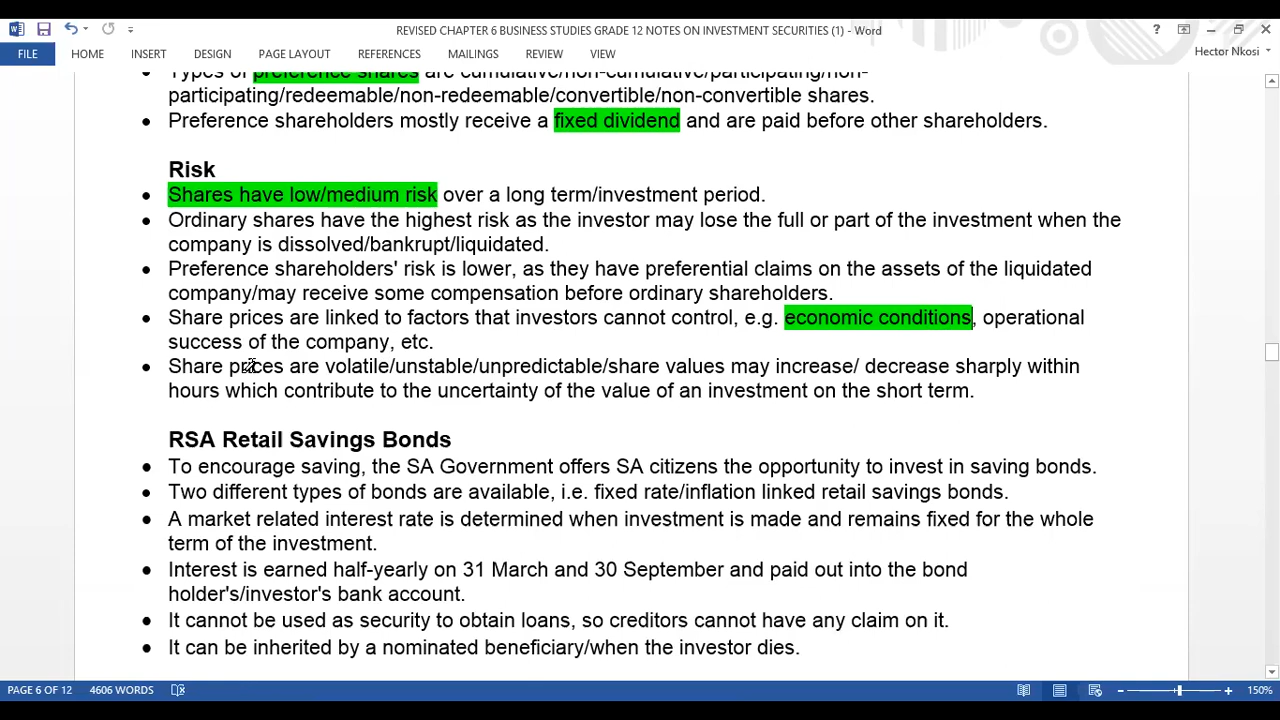 REVISED CHAPTER 6 BUSINESS STUDIES GRADE 12 NOTES ON INVESTMENT SECURITIES (1) - Word
?
FILE HOME INSERT DESIGN PAGE LAYOUT REFERENCES MAILINGS REVIEW VIEW Hector Nkosi
• Types of preference shares are cumulative/non-cumulative/participating/non-
participating/redeemable/non-redeemable/convertible/non-convertible shares.
• Preference shareholders mostly receive a fixed dividend and are paid before other shareholders.
Risk
• Shares have low/medium risk over a long term/investment period.
• Ordinary shares have the highest risk as the investor may lose the full or part of the investment when the
company is dissolved/bankrupt/liquidated.
• Preference shareholders' risk is lower, as they have preferential claims on the assets of the liquidated
company/may receive some compensation before ordinary shareholders.
• Share prices are linked to factors that investors cannot control, e.g. economic conditions, operational
success of the company, etc.
• Share prices are volatile/unstable/unpredictable/share values may increase/ decrease sharply within
hours which contribute to the uncertainty of the value of an investment on the short term.
RSA Retail Savings Bonds
• To encourage saving, the SA Government offers SA citizens the opportunity to invest in saving bonds.
• Two different types of bonds are available, i.e. fixed rate/inflation linked retail savings bonds.
• A market related interest rate is determined when investment is made and remains fixed for the whole
term of the investment.
• Interest is earned half-yearly on 31 March and 30 September and paid out into the bond
holder's/investor's bank account.
• It cannot be used as security to obtain loans, so creditors cannot have any claim on it.
• It can be inherited by a nominated beneficiary/when the investor dies.
PAGE 6 OF 12 4606 WORDS 150%